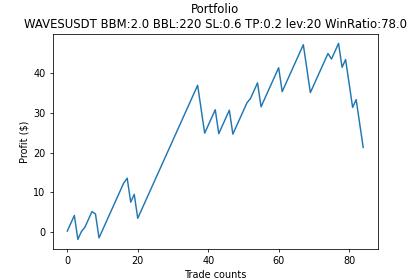 Portfolio
WAVESUSDT BBM:2.0 BBL:220 SL:0.6 TP:0.2 lev:20 WinRatio:78.0
40
30
20
10
0
Profit ($)
0
20
40
60
80
Trade counts